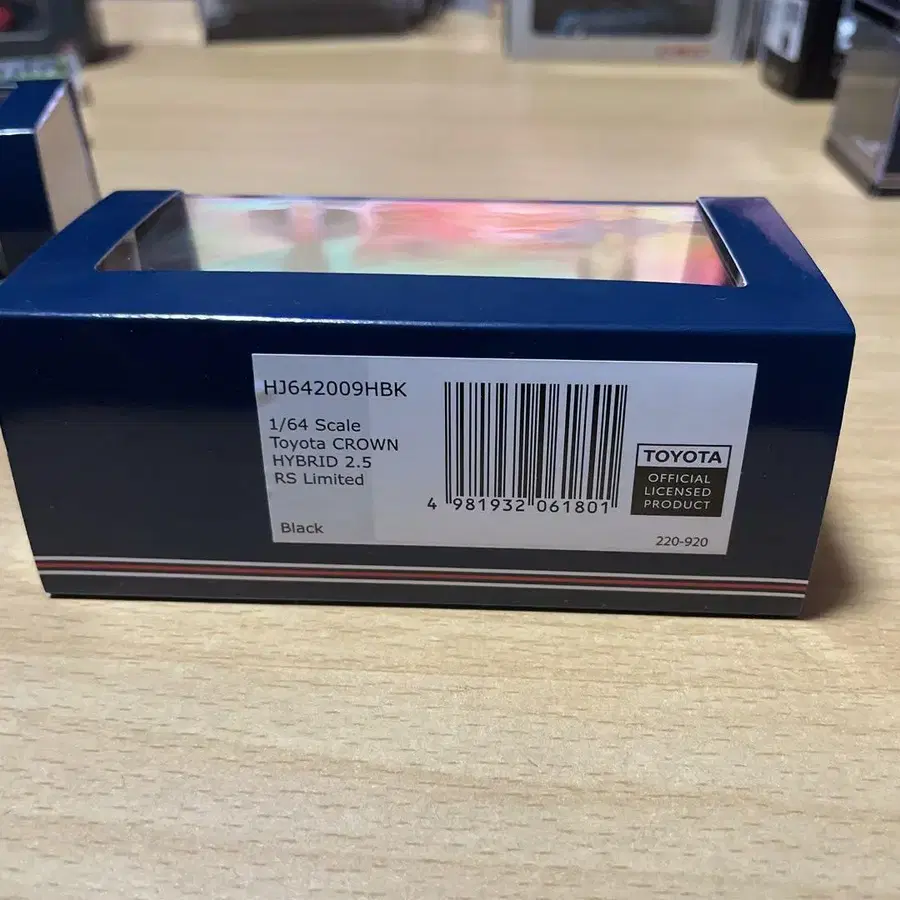 HJ642009HBK
1/64 Scale
Toyota CROWN
HYBRID 2.5
RS Limited
Black
4 981932 061801
TOYOTA
OFFICIAL
LICENSED
PRODUCT
220-920